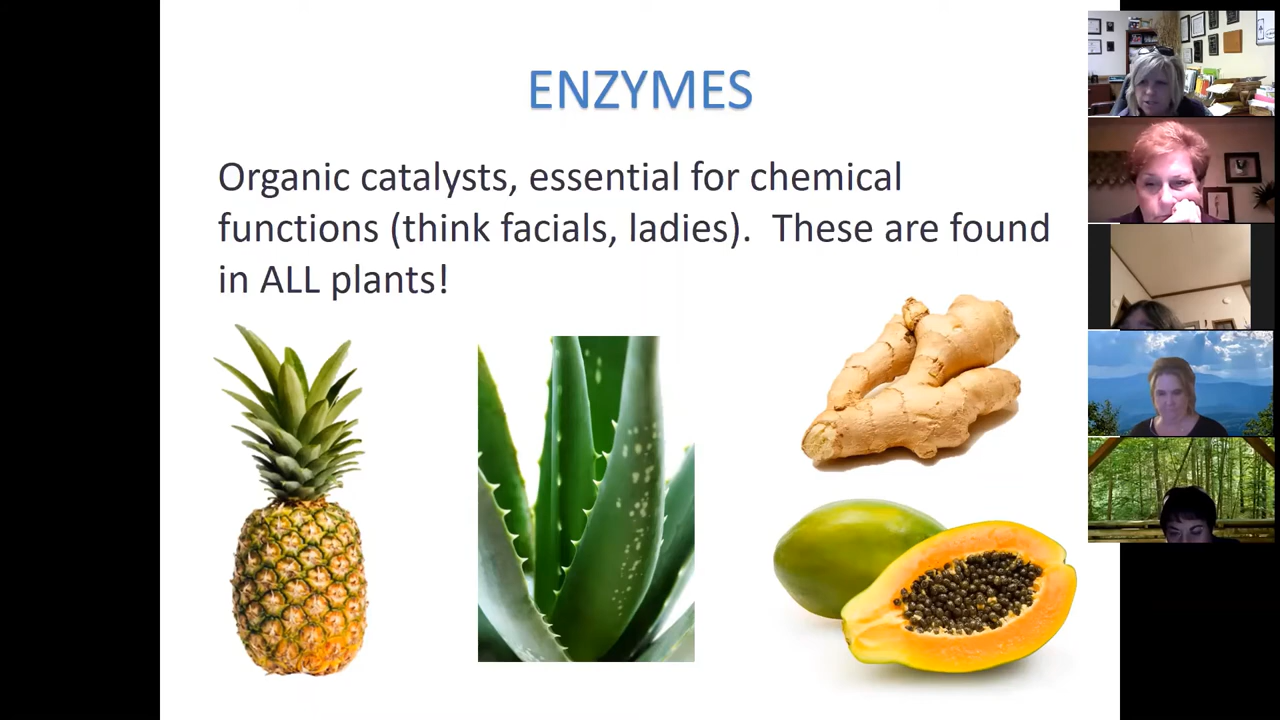 ENZYMES
Organic catalysts, essential for chemical
functions (think facials, ladies).  These are found
in ALL plants!